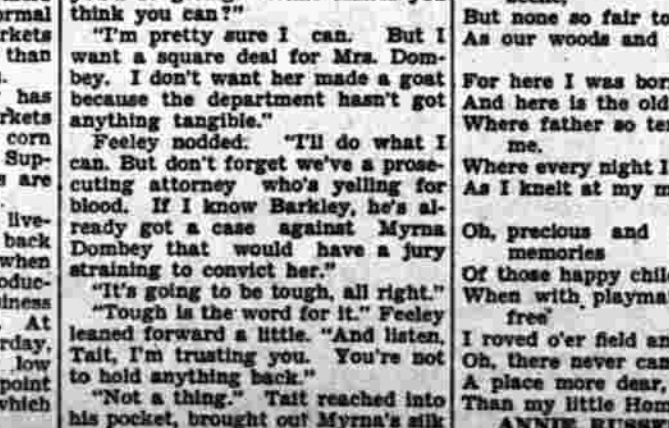 ormal
rkets
than
has
rkets
corn
Sup-
s are
live-
back
when
oduc-
iness
. At
rday,
low
point
which
think you can?"
"I'm pretty sure I can. But I
want a square deal for Mrs. Dom-
bey. I don't want her made a goat
because the department hasn't got
anything tangible."
Feeley nodded. "I'll do what I
can. But don't forget we've a prose-
cuting attorney who's yelling for
blood. If I know Barkley, he's al-
ready got a case against Myrna
Dombey that would have a jury
straining to convict her."
"It's going to be tough, all right."
"Tough is the word for it." Feeley
leaned forward a little. "And listen,
Tait, I'm trusting you. You're not
to hold anything back."
"Not a thing." Tait reached into
his pocket, brought out Myrna's silk
But none so fair to
As our woods and
For here I was bor
And here is the old
Where father so te
me.
Where every night I
As I knelt at my m
Oh, precious and
memories
Of those happy chil
When with playma
free
I roved o'er field an
Oh, there never can
A place more dear
Than my little Hom
ANNIE RUSSE